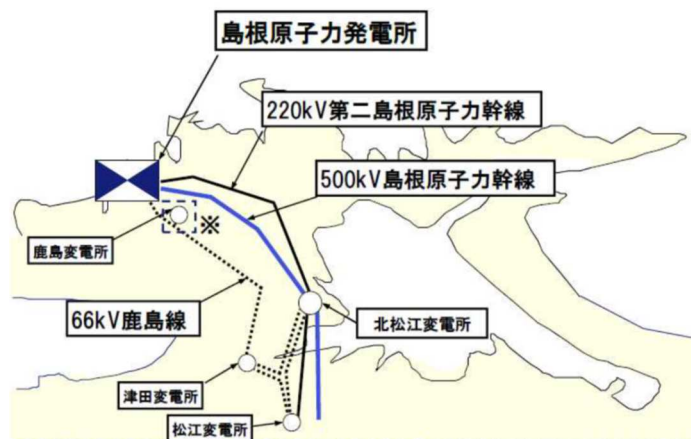 島根原子力発電所
220kV第二島根原子力幹線
500kV島根原子力幹線
※
鹿島変電所
66kV鹿島線
北松江変電所
津田変電所
松江変電所